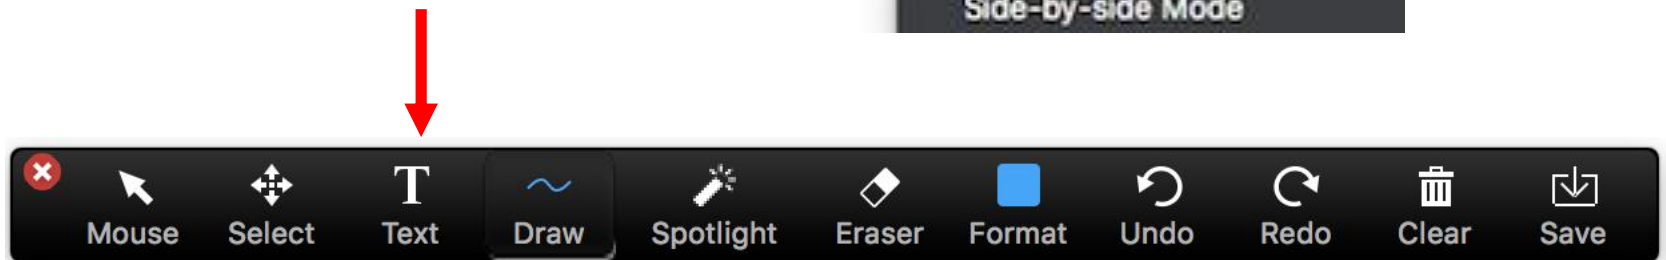 Side-by-side Mode
T
Mouse Select Text Draw Spotlight Eraser Format Undo Redo Clear Save